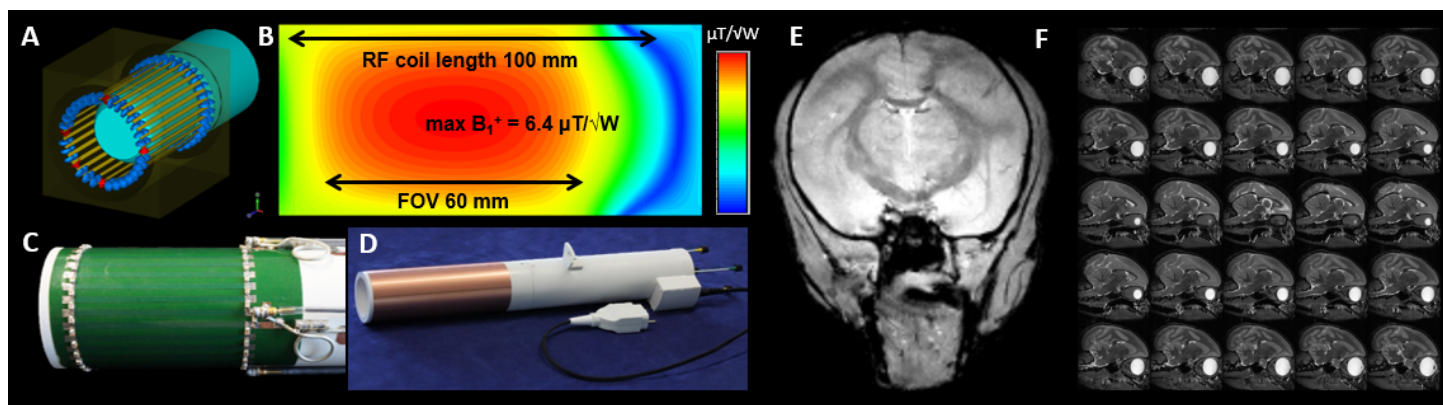 A
B
RF coil length 100 mm
max B₁⁺ = 6.4 µT/√W
FOV 60 mm
µT/√W
C
D
E
F